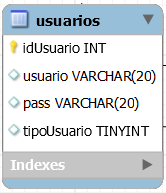 usuarios
idUsuario INT
usuario VARCHAR(20)
pass VARCHAR(20)
tipoUsuario TINYINT
Indexes